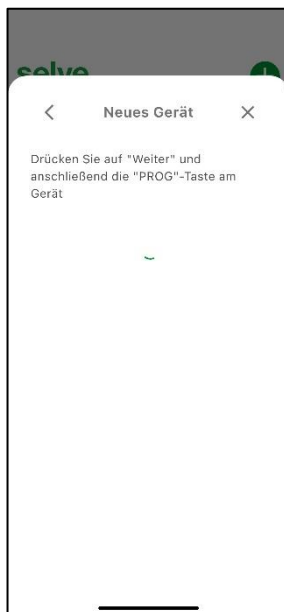 selve
Neues Gerät
Drücken Sie auf "Weiter" und
anschließend die "PROG"-Taste am
Gerät